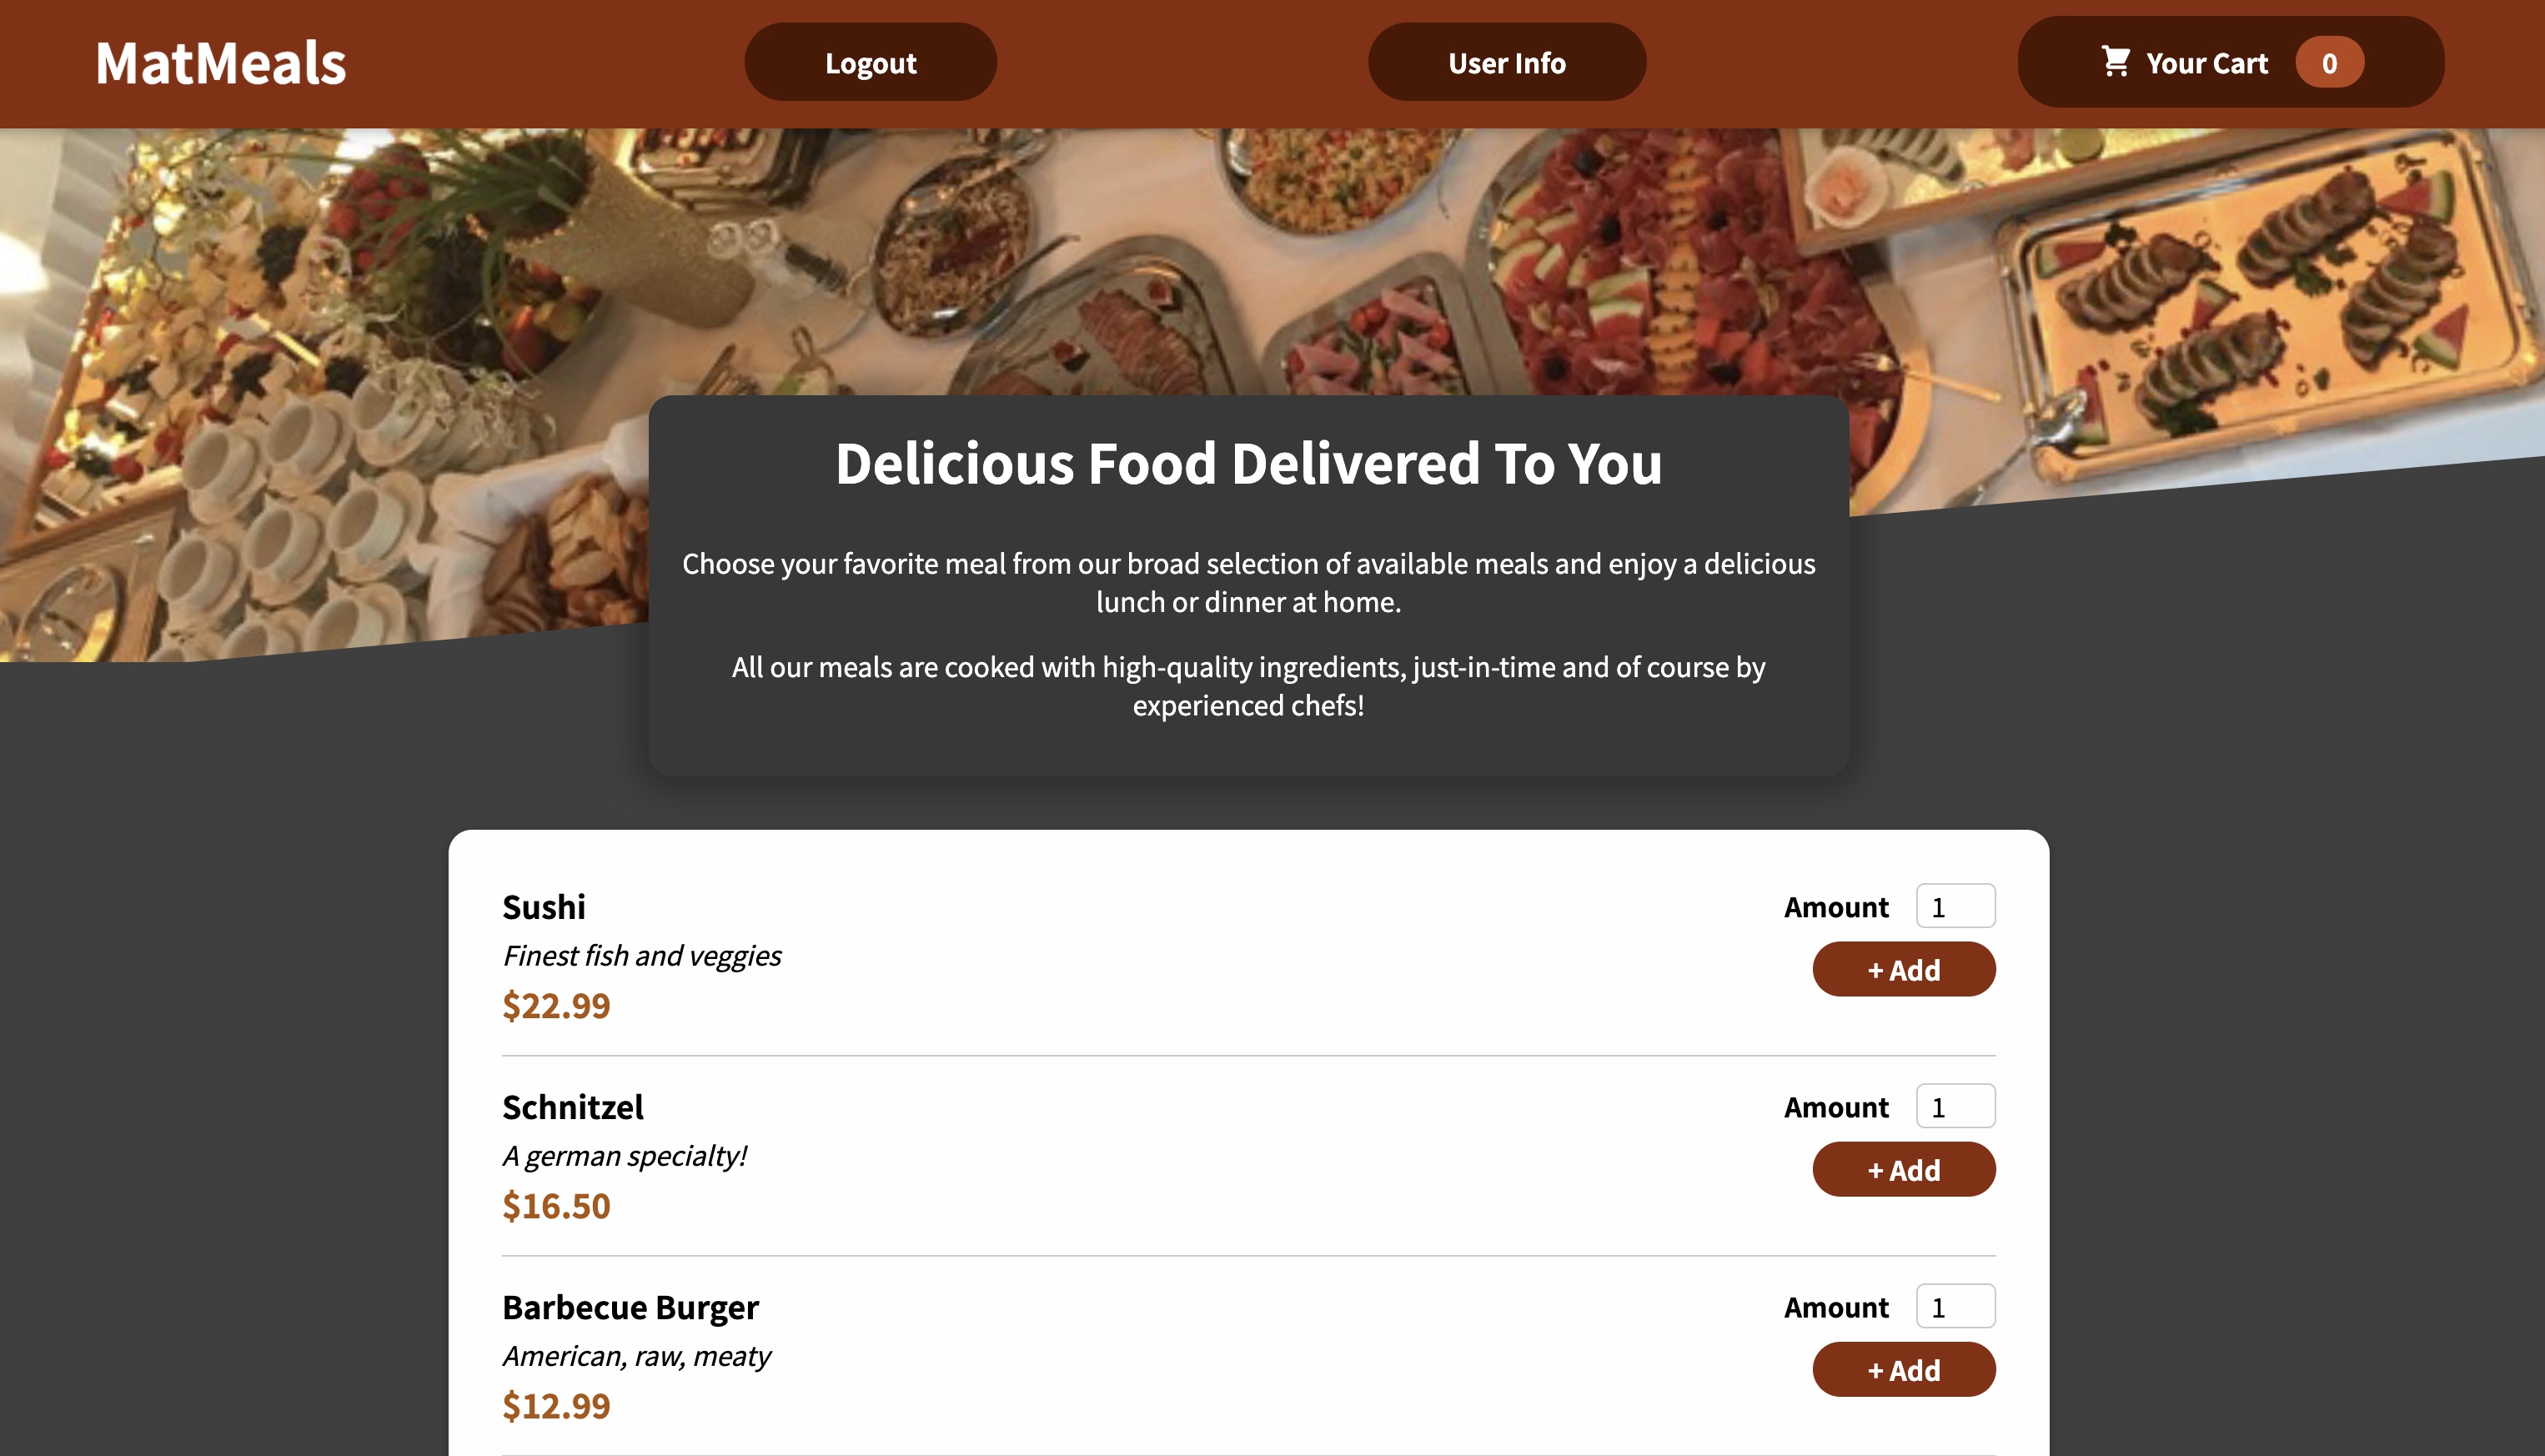 MatMeals
Logout
User Info
Your Cart 0
Delicious Food Delivered To You
Choose your favorite meal from our broad selection of available meals and enjoy a delicious
lunch or dinner at home.
All our meals are cooked with high-quality ingredients, just-in-time and of course by
experienced chefs!
Sushi
Finest fish and veggies
$22.99
Amount 1
+ Add
Schnitzel
A german specialty!
$16.50
Amount 1
+ Add
Barbecue Burger
American, raw, meaty
$12.99
Amount 1
+ Add